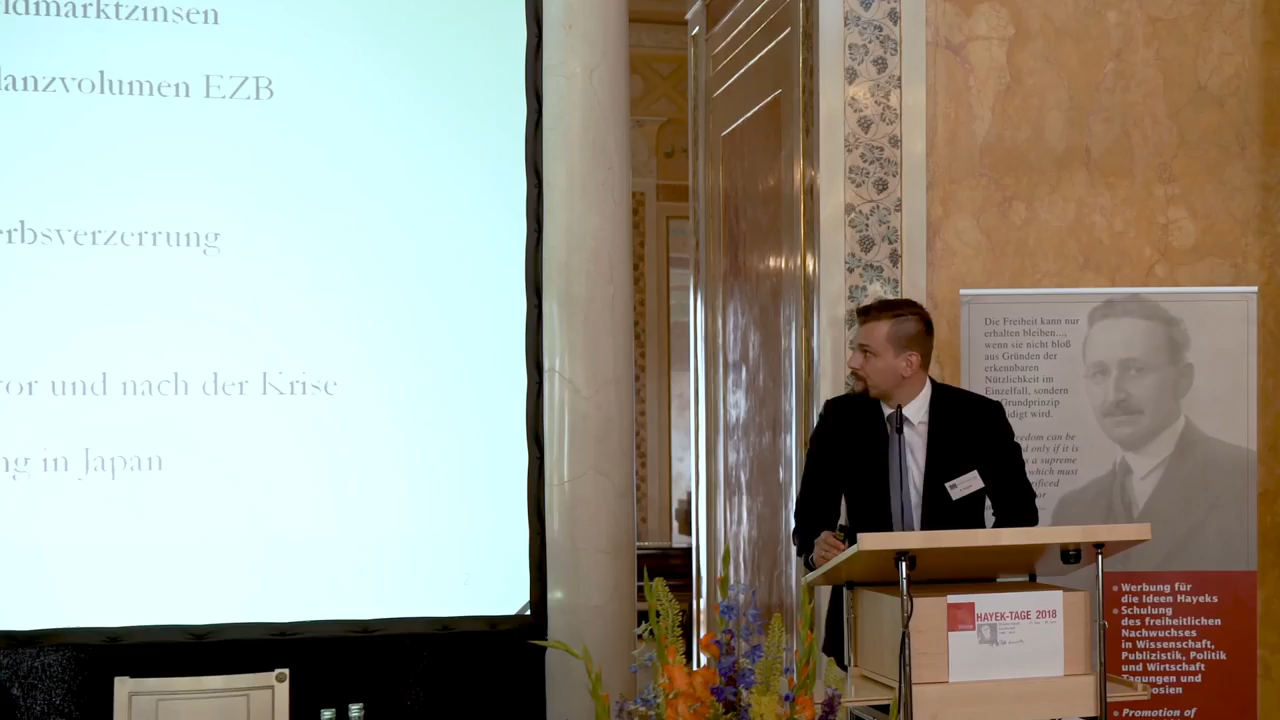 ldmarktzinsen
lanzvolumen EZB
erbsverzerrung
vor und nach der Krise
ng in Japan
Die Freiheit kann nur
erhalten bleiben...,
wenn sie nicht bloß
aus Gründen der
erkennbaren
Nützlichkeit im
Einzelfall, sondern
Grundprinzip
idigt wird.
eedom can be
d only if it is
s a supreme
which must
rificed
or
HAYEK-TAGE 2018
• Werbung für
die Ideen Hayeks
• Schulung
des freiheitlichen
Nachwuchses
in Wissenschaft,
Publizistik, Politik
und Wirtschaft
Tagungen und
osien
• Promotion of